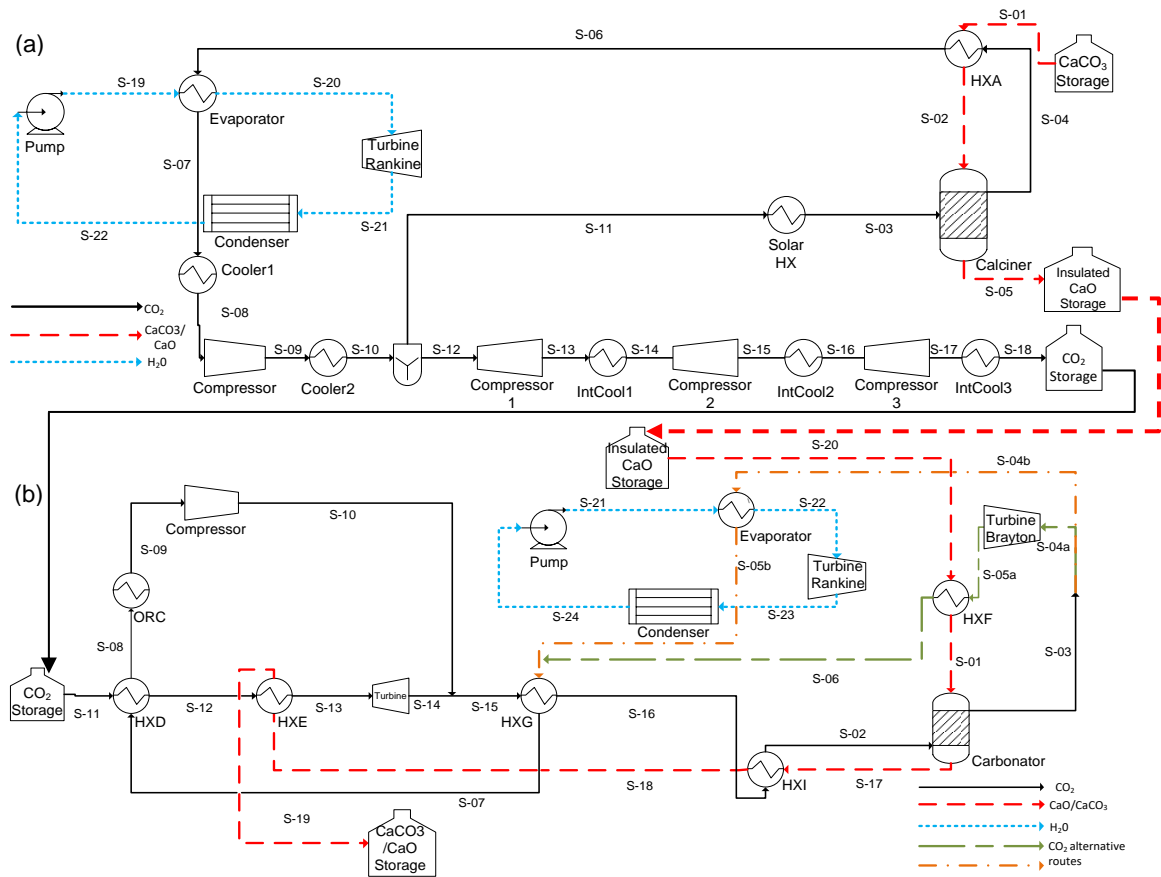 (a)
S-01
S-06
CaCO3
Storage
HXA
S-19
S-20
Evaporator
S-02
S-04
Pump
Turbine
Rankine
S-07
S-22
Condenser
S-21
S-11
Solar
HX
S-03
Calciner
S-05
Insulated
CaO
Storage
Cooler1
S-08
CO2
CaCO3/
CaO
H20
S-09
S-10
S-12
S-13
S-14
S-15
S-16
S-17
S-18
Compressor
Cooler2
Compressor
1
IntCool1
Compressor
2
IntCool2
Compressor
3
IntCool3
CO2
Storage
(b)
Insulated
CaO
Storage
S-20
S-04b
S-10
Compressor
S-21
S-22
Evaporator
Turbine
Brayton
S-04a
S-09
Pump
S-05b
Turbine
Rankine
S-05a
ORC
S-24
Condenser
S-23
HXF
S-08
S-01
S-03
S-06
CO2
Storage
S-11
HXD
S-12
HXE
S-13
Turbine
S-14
S-15
HXG
S-16
S-02
Carbonator
S-07
S-18
HXI
S-17
S-19
CaCO3
/CaO
Storage
CO2
CaO/CaCO3
H20
CO2 alternative
routes